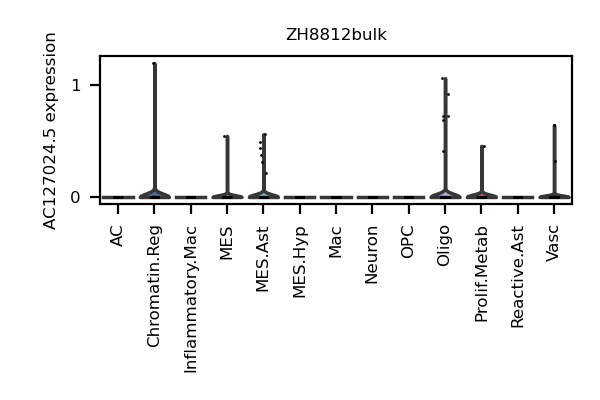 ZH8812bulk
AC127024.5 expression
1
0
AC
Chromatin.Reg
Inflammatory.Mac
MES
MES.Ast
MES.Hyp
Mac
Neuron
OPC
Oligo
Prolif.Metab
Reactive.Ast
Vasc